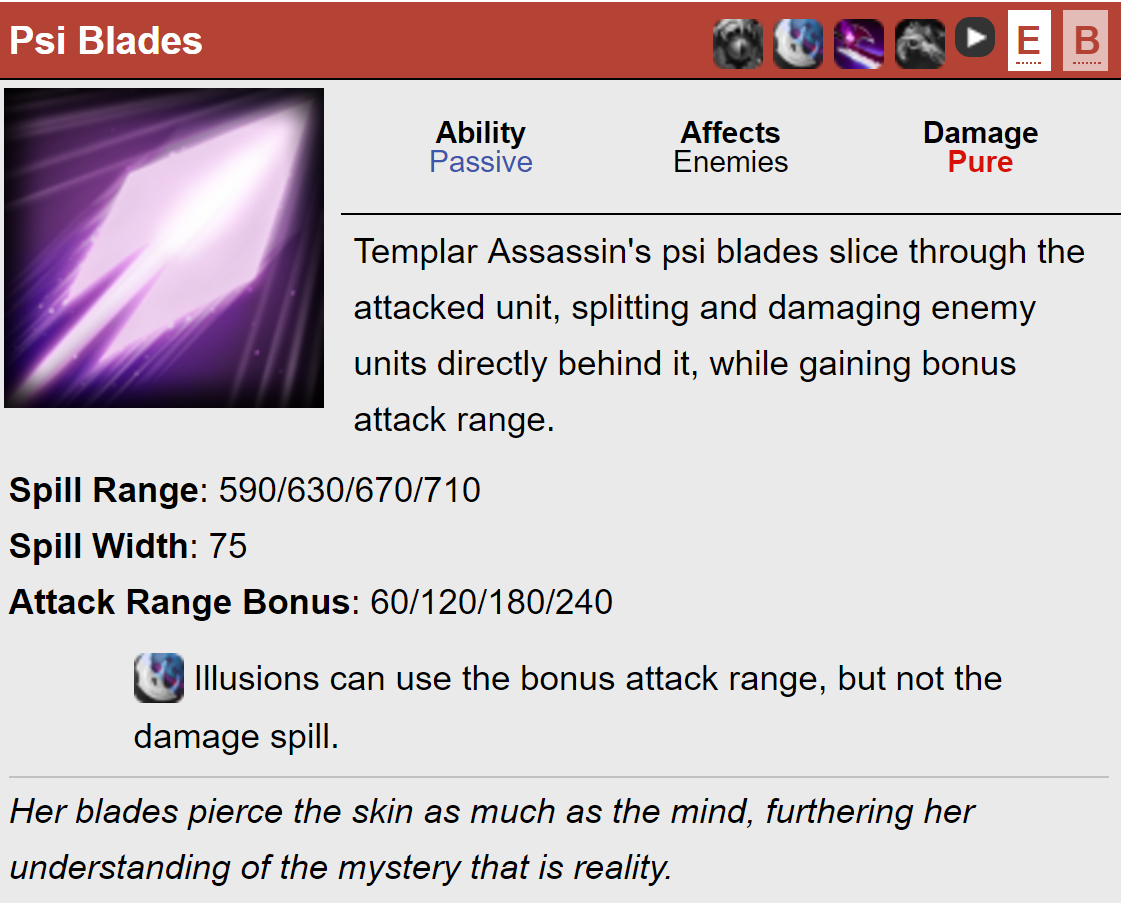 Psi Blades
E B
Ability Affects Damage
Passive Enemies Pure
Templar Assassin's psi blades slice through the
attacked unit, splitting and damaging enemy
units directly behind it, while gaining bonus
attack range.
Spill Range: 590/630/670/710
Spill Width: 75
Attack Range Bonus: 60/120/180/240
Illusions can use the bonus attack range, but not the
damage spill.
Her blades pierce the skin as much as the mind, furthering her
understanding of the mystery that is reality.